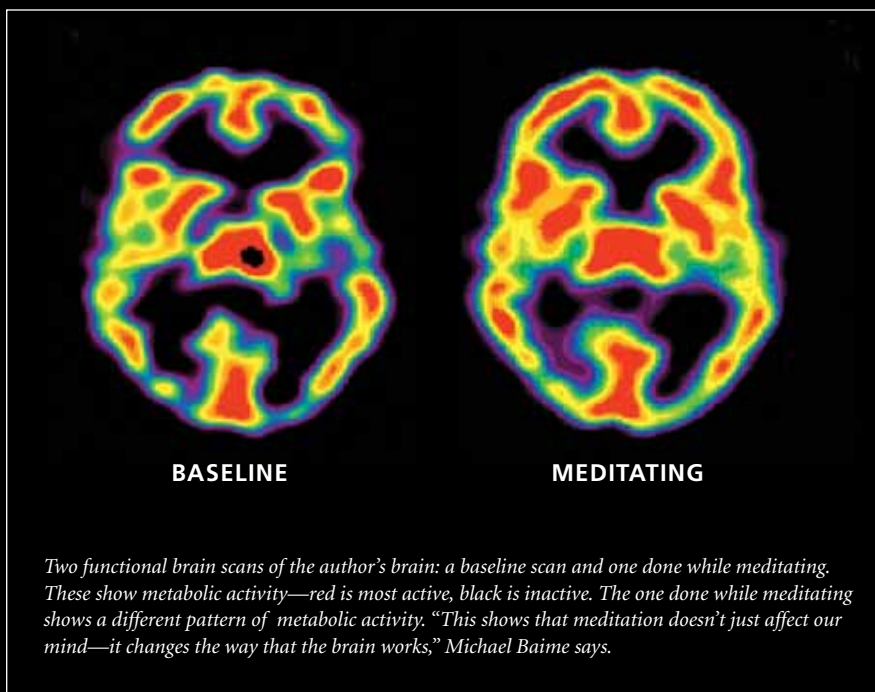 BASELINE
MEDITATING
Two functional brain scans of the author’s brain: a baseline scan and one done while meditating.
These show metabolic activity—red is most active, black is inactive. The one done while meditating
shows a different pattern of metabolic activity. “This shows that meditation doesn’t just affect our
mind—it changes the way that the brain works,” Michael Baime says.